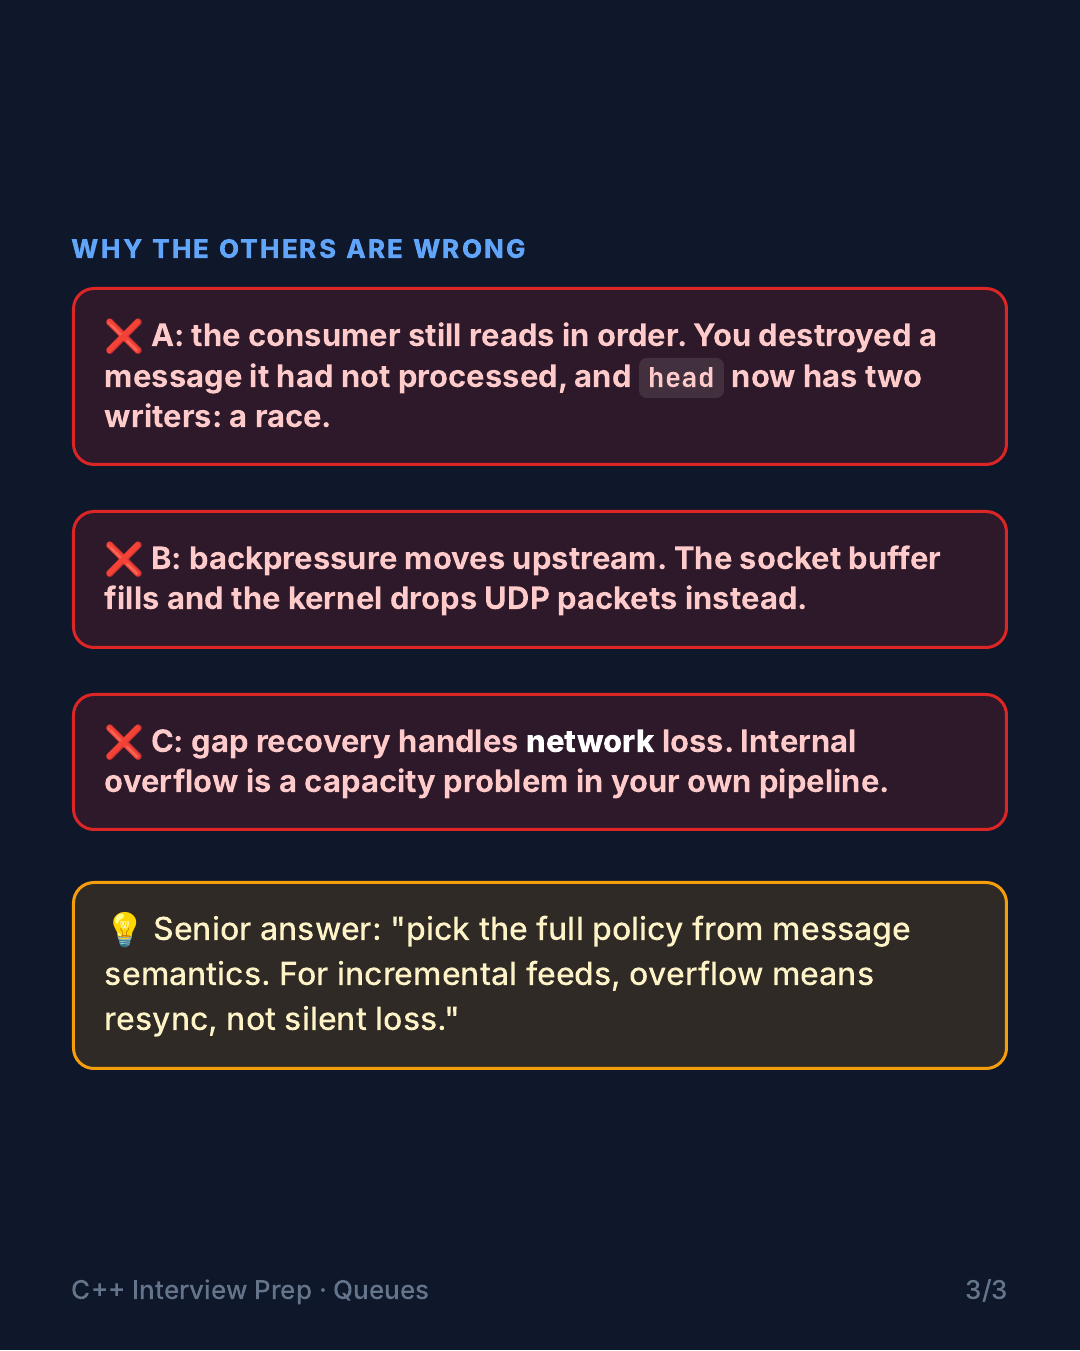 WHY THE OTHERS ARE WRONG
❌ A: the consumer still reads in order. You destroyed a
message it had not processed, and head now has two
writers: a race.
❌ B: backpressure moves upstream. The socket buffer
fills and the kernel drops UDP packets instead.
❌ C: gap recovery handles network loss. Internal
overflow is a capacity problem in your own pipeline.
💡 Senior answer: "pick the full policy from message
semantics. For incremental feeds, overflow means
resync, not silent loss."
C++ Interview Prep · Queues
3/3